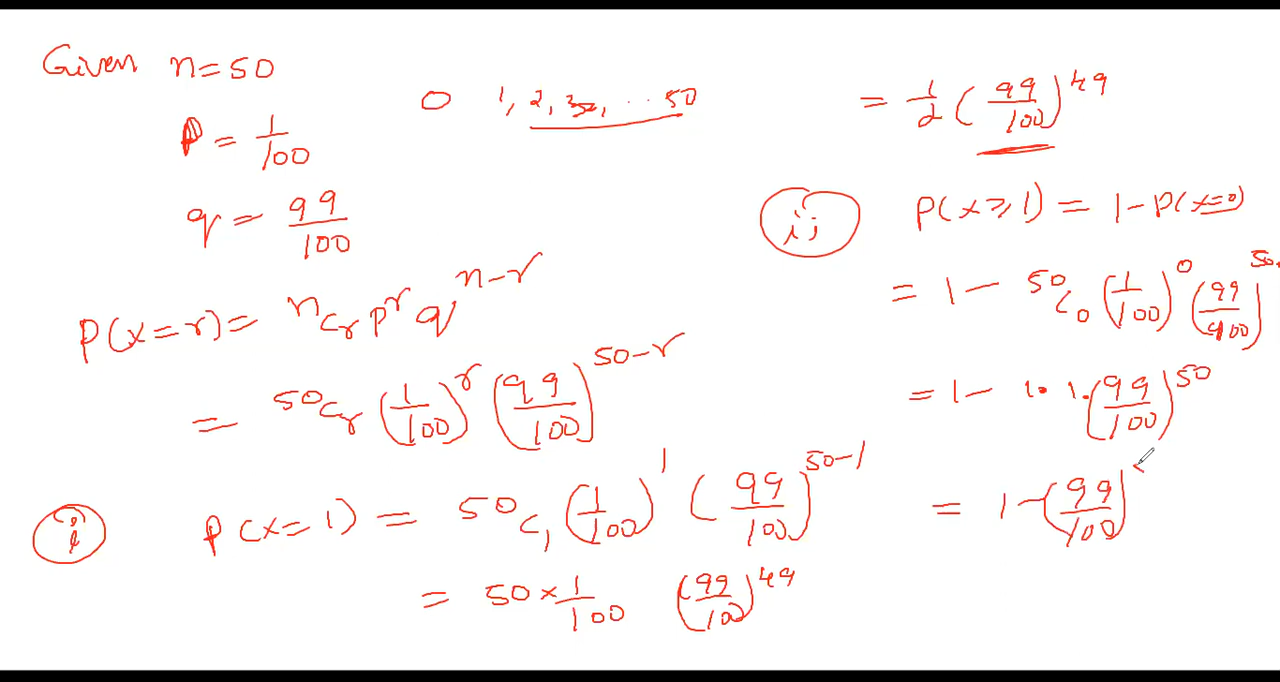 Given n=50
P = 1/100
q = 99/100
0 1, 2, 3, ... 50
P(x=r) = nCr p^r q^(n-r)
= 50Cr (1/100)^r (99/100)^(50-r)
i P(x=1) = 50C1 (1/100)^1 (99/100)^(50-1)
= 50 × 1/100 (99/100)^49
= 1/2 (99/100)^49
ii P(x≥1) = 1 - P(x=0)
= 1 - 50C0 (1/100)^0 (99/100)^50
= 1 - 1. 1. (99/100)^50
= 1 - (99/100)